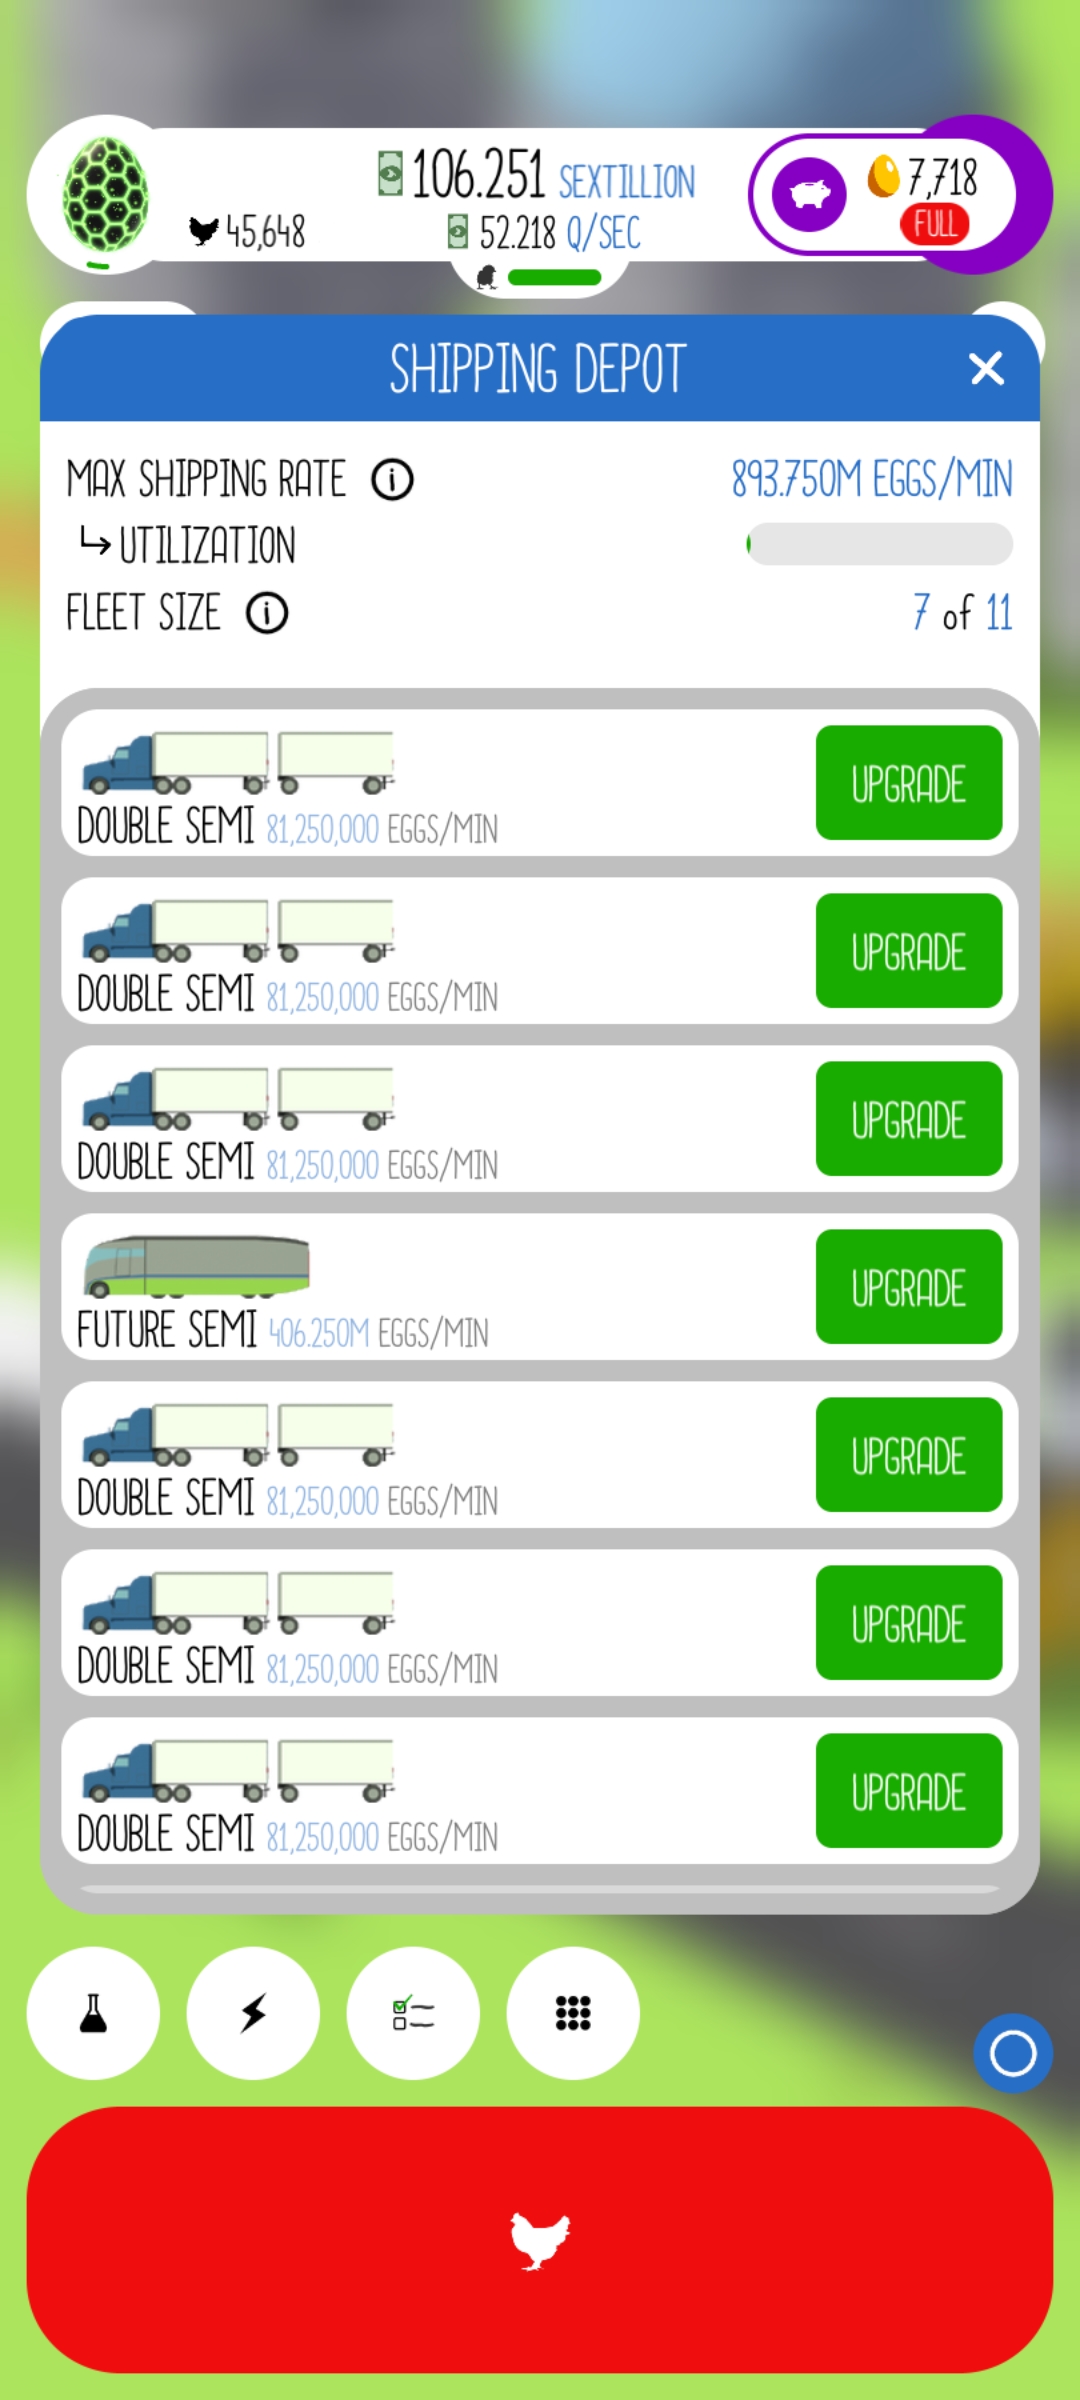 106.251 SEXTILLION
45,648
52.218 Q/SEC
7,718
FULL
SHIPPING DEPOT
MAX SHIPPING RATE 893.750M EGGS/MIN
UTILIZATION
FLEET SIZE 7 of 11
UPGRADE
DOUBLE SEMI 81,250,000 EGGS/MIN
UPGRADE
DOUBLE SEMI 81,250,000 EGGS/MIN
UPGRADE
DOUBLE SEMI 81,250,000 EGGS/MIN
UPGRADE
FUTURE SEMI 406.250M EGGS/MIN
UPGRADE
DOUBLE SEMI 81,250,000 EGGS/MIN
UPGRADE
DOUBLE SEMI 81,250,000 EGGS/MIN
UPGRADE
DOUBLE SEMI 81,250,000 EGGS/MIN